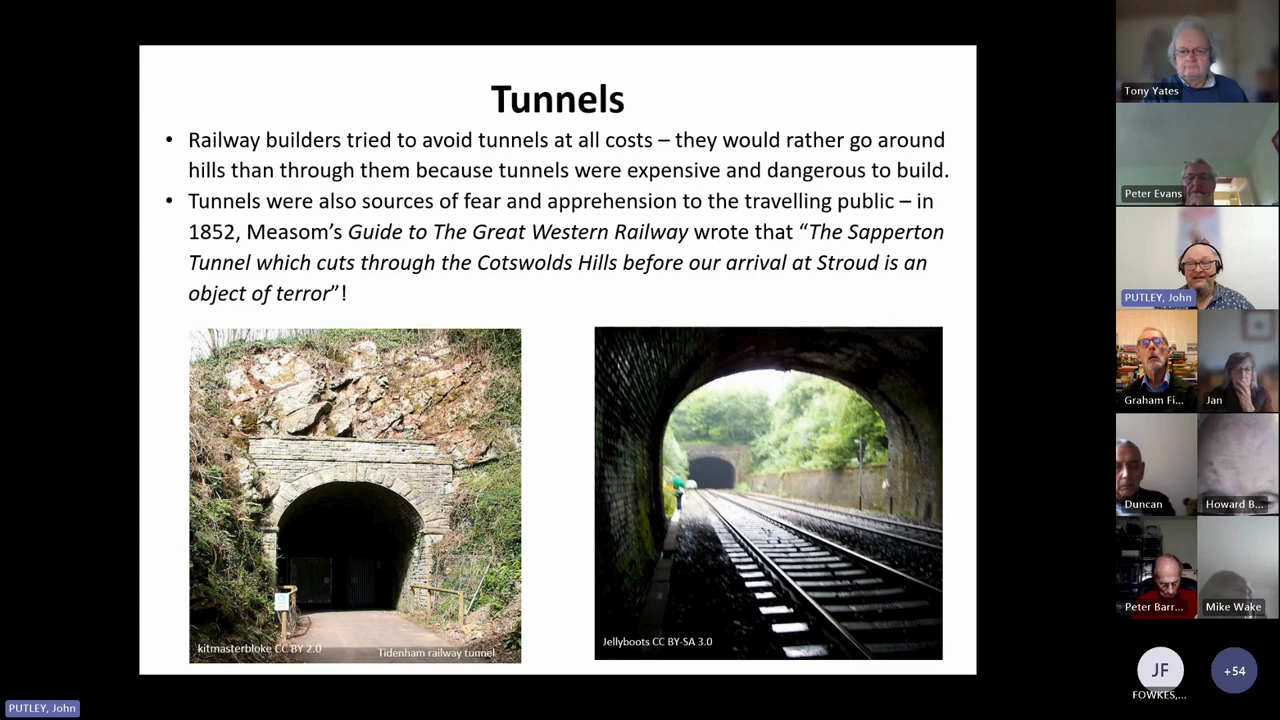 Tunnels
• Railway builders tried to avoid tunnels at all costs – they would rather go around
hills than through them because tunnels were expensive and dangerous to build.
• Tunnels were also sources of fear and apprehension to the travelling public – in
1852, Measom’s Guide to The Great Western Railway wrote that “The Sapperton
Tunnel which cuts through the Cotswolds Hills before our arrival at Stroud is an
object of terror”!
kitmasterbloke CC BY 2.0
Tidenham railway tunnel
Jellyboots CC BY-SA 3.0
Tony Yates
Peter Evans
PUTLEY, John
Graham Fi...
Jan
Duncan
Howard B...
Peter Barr...
Mike Wake
JF
+54
FOWKES,...
PUTLEY, John